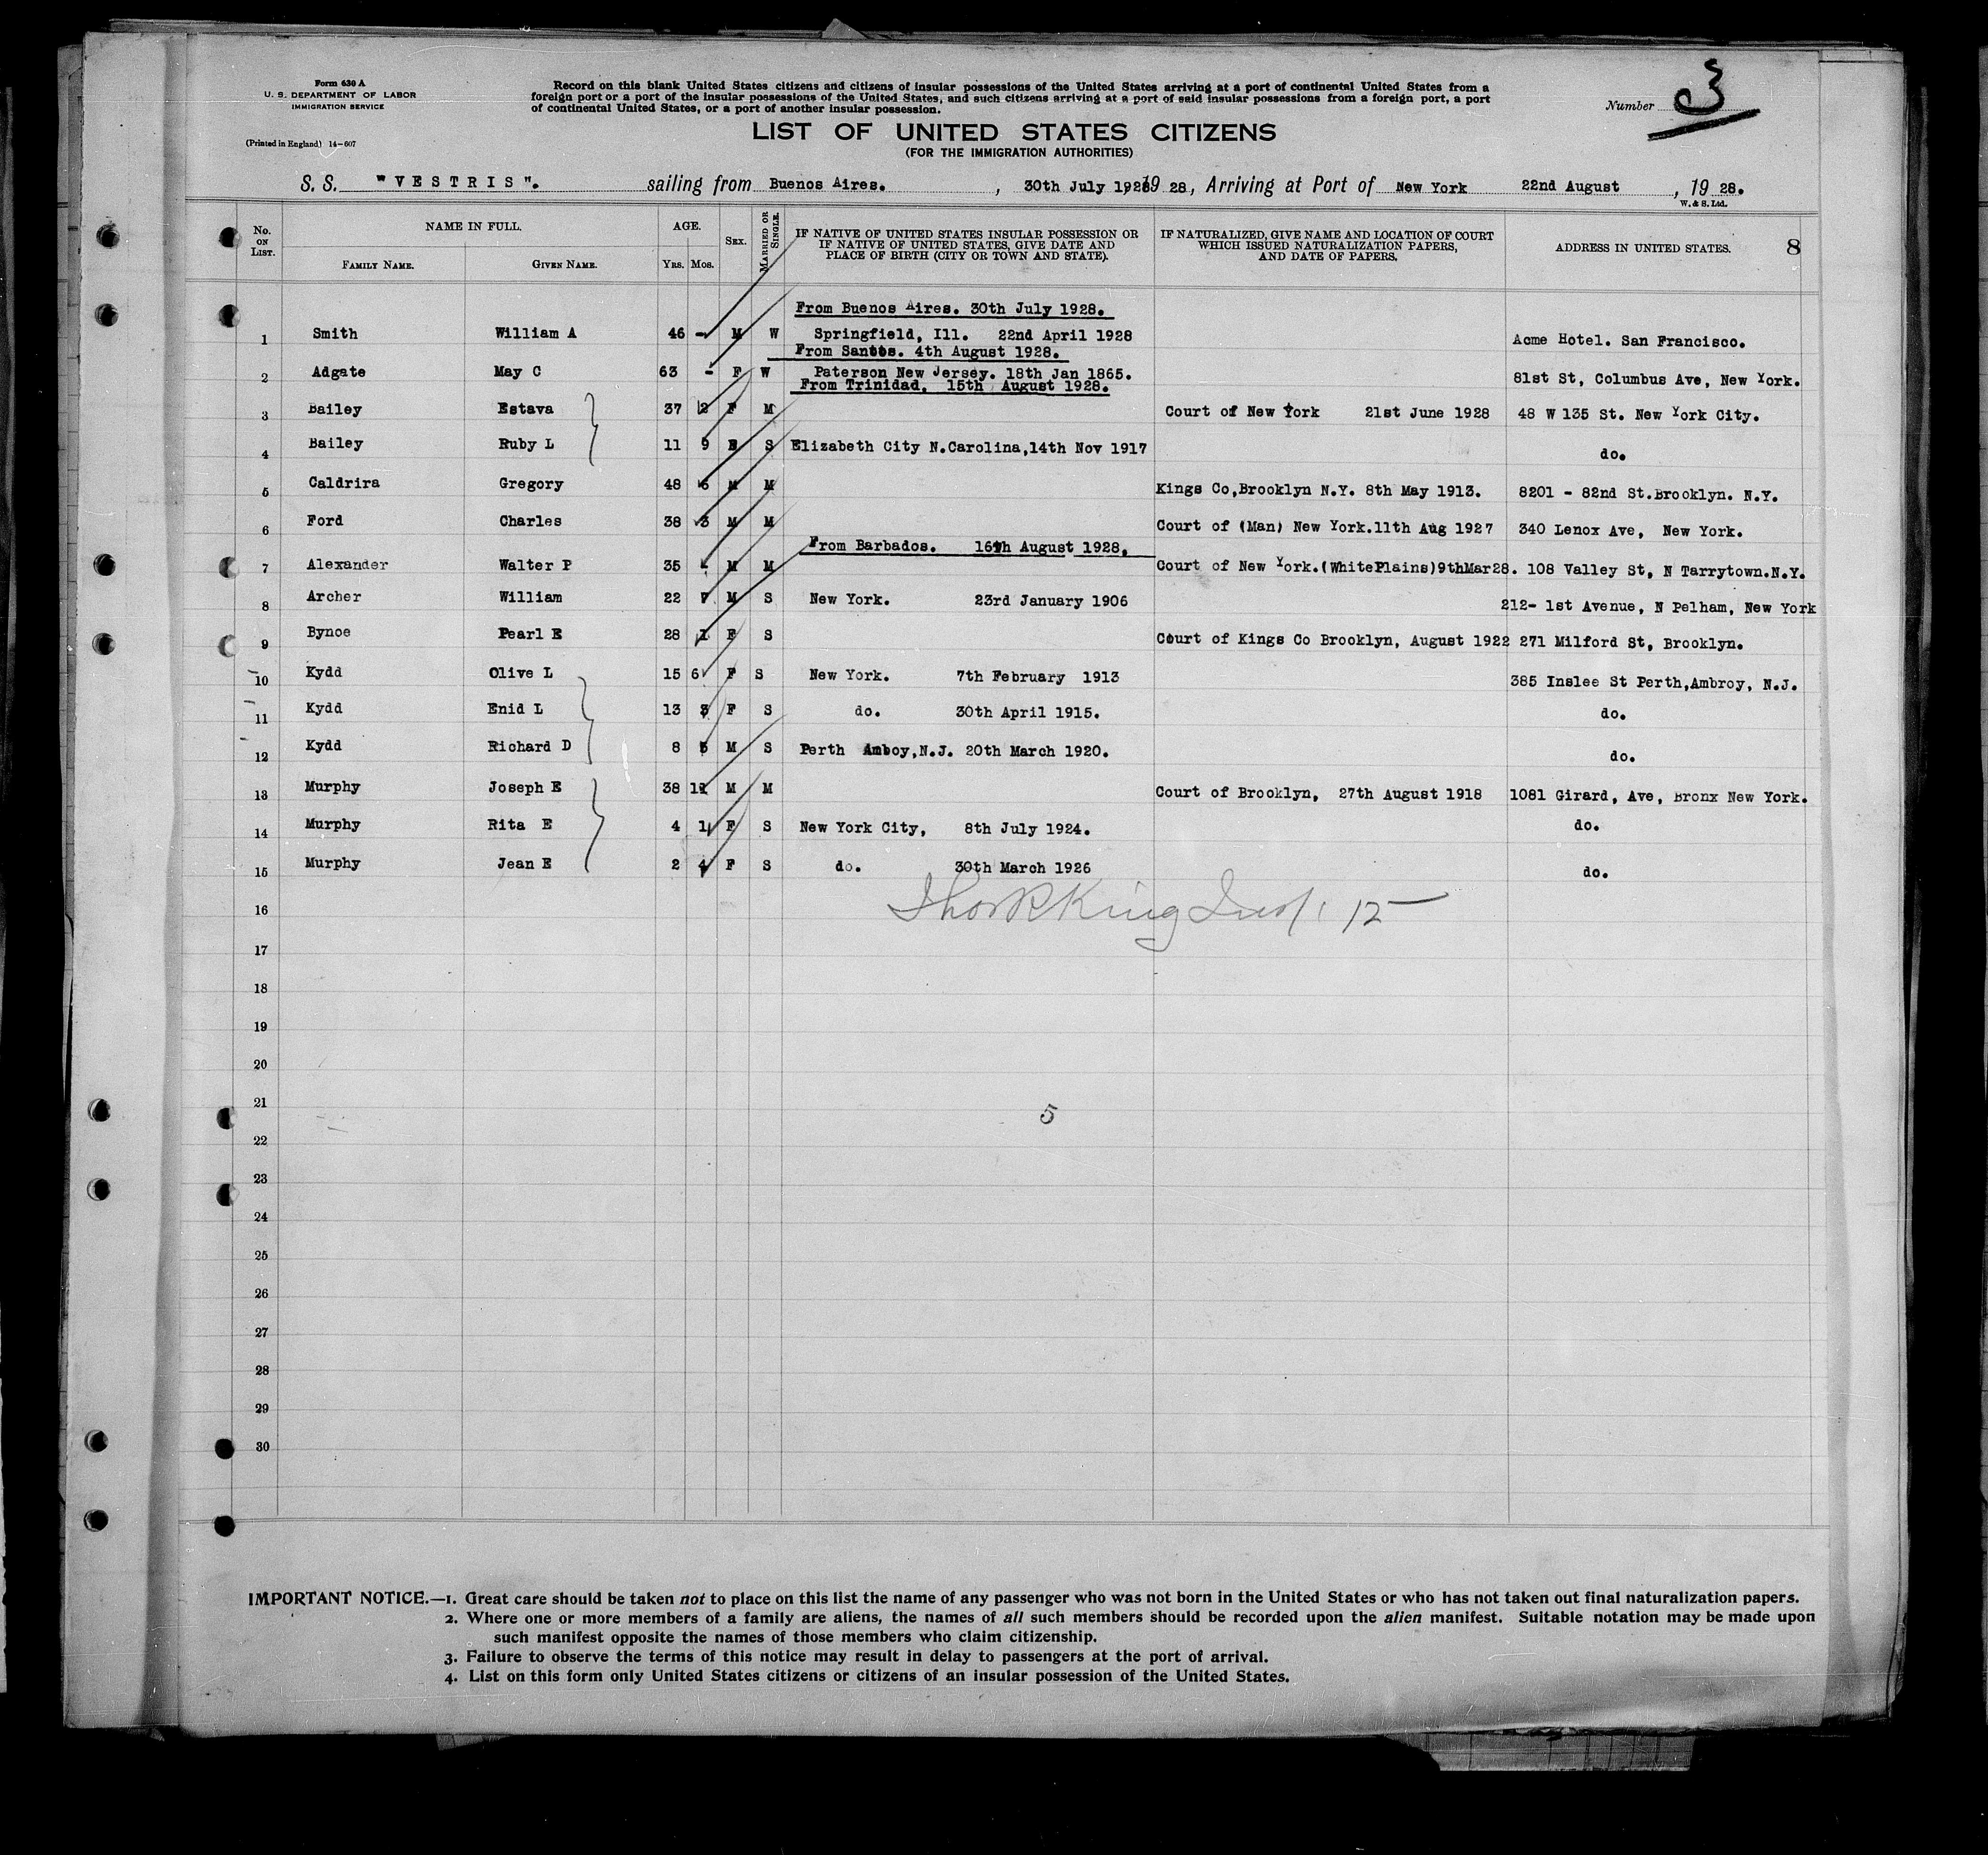 Form 630 A
U. S. DEPARTMENT OF LABOR
IMMIGRATION SERVICE
(Printed in England) 14-607
Record on this blank United States citizens and citizens of insular possessions of the United States arriving at a port of continental United States from a
foreign port or a port of the insular possessions of the United States, and such citizens arriving at a port of said insular possessions from a foreign port, a port
of continental United States, or a port of another insular possession.
Number 3
LIST OF UNITED STATES CITIZENS
(FOR THE IMMIGRATION AUTHORITIES)
S. S. "VESTRIS". sailing from Buenos Aires. , 30th July 1928 19 28, Arriving at Port of New York 22nd August , 19 28.
W. & S. Ltd.
No. ON LIST. NAME IN FULL. FAMILY NAME. GIVEN NAME. AGE. YRS. MOS. SEX. MARRIED OR SINGLE. IF NATIVE OF UNITED STATES INSULAR POSSESSION OR IF NATIVE OF UNITED STATES, GIVE DATE AND PLACE OF BIRTH (CITY OR TOWN AND STATE). IF NATURALIZED, GIVE NAME AND LOCATION OF COURT WHICH ISSUED NATURALIZATION PAPERS, AND DATE OF PAPERS. ADDRESS IN UNITED STATES. 8
From Buenos Aires. 30th July 1928.
1 Smith William A 46 - M W Springfield, Ill. 22nd April 1928 Acme Hotel. San Francisco.
From Santos. 4th August 1928.
2 Adgate May C 63 - F W Paterson New Jersey. 18th Jan 1865. 81st St, Columbus Ave, New York.
From Trinidad, 15th August 1928.
3 Bailey Estava 37 2 F M Court of New York 21st June 1928 48 W 135 St. New York City.
4 Bailey Ruby L 11 9 S Elizabeth City N.Carolina,14th Nov 1917 do.
5 Caldrira Gregory 48 6 M M Kings Co,Brooklyn N.Y. 8th May 1913. 8201 - 82nd St.Brooklyn. N.Y.
6 Ford Charles 38 3 M M Court of (Man) New York.11th Aug 1927 340 Lenox Ave, New York.
From Barbados. 16th August 1928.
7 Alexander Walter P 35 - M M Court of New York.(WhitePlains)9thMar28. 108 Valley St, N Tarrytown.N.Y.
8 Archer William 22 7 M S New York. 23rd January 1906 212- 1st Avenue, N Pelham, New York
9 Bynoe Pearl E 28 1 F S Court of Kings Co Brooklyn, August 1922 271 Milford St, Brooklyn.
10 Kydd Olive L 15 6 F S New York. 7th February 1913 385 Inslee St Perth,Ambroy, N.J.
11 Kydd Enid L 13 3 F S do. 30th April 1915. do.
12 Kydd Richard D 8 5 M S Perth Amboy,N.J. 20th March 1920. do.
13 Murphy Joseph E 38 M M Court of Brooklyn, 27th August 1918 1081 Girard, Ave, Bronx New York.
14 Murphy Rita E 4 1 F S New York City, 8th July 1924. do.
15 Murphy Jean E 2 4 F S do. 30th March 1926 do.
16 King 12
17
18
19
20
21 5
22
23
24
25
26
27
28
29
30
IMPORTANT NOTICE.—1. Great care should be taken not to place on this list the name of any passenger who was not born in the United States or who has not taken out final naturalization papers.
2. Where one or more members of a family are aliens, the names of all such members should be recorded upon the alien manifest. Suitable notation may be made upon
such manifest opposite the names of those members who claim citizenship.
3. Failure to observe the terms of this notice may result in delay to passengers at the port of arrival.
4. List on this form only United States citizens or citizens of an insular possession of the United States.